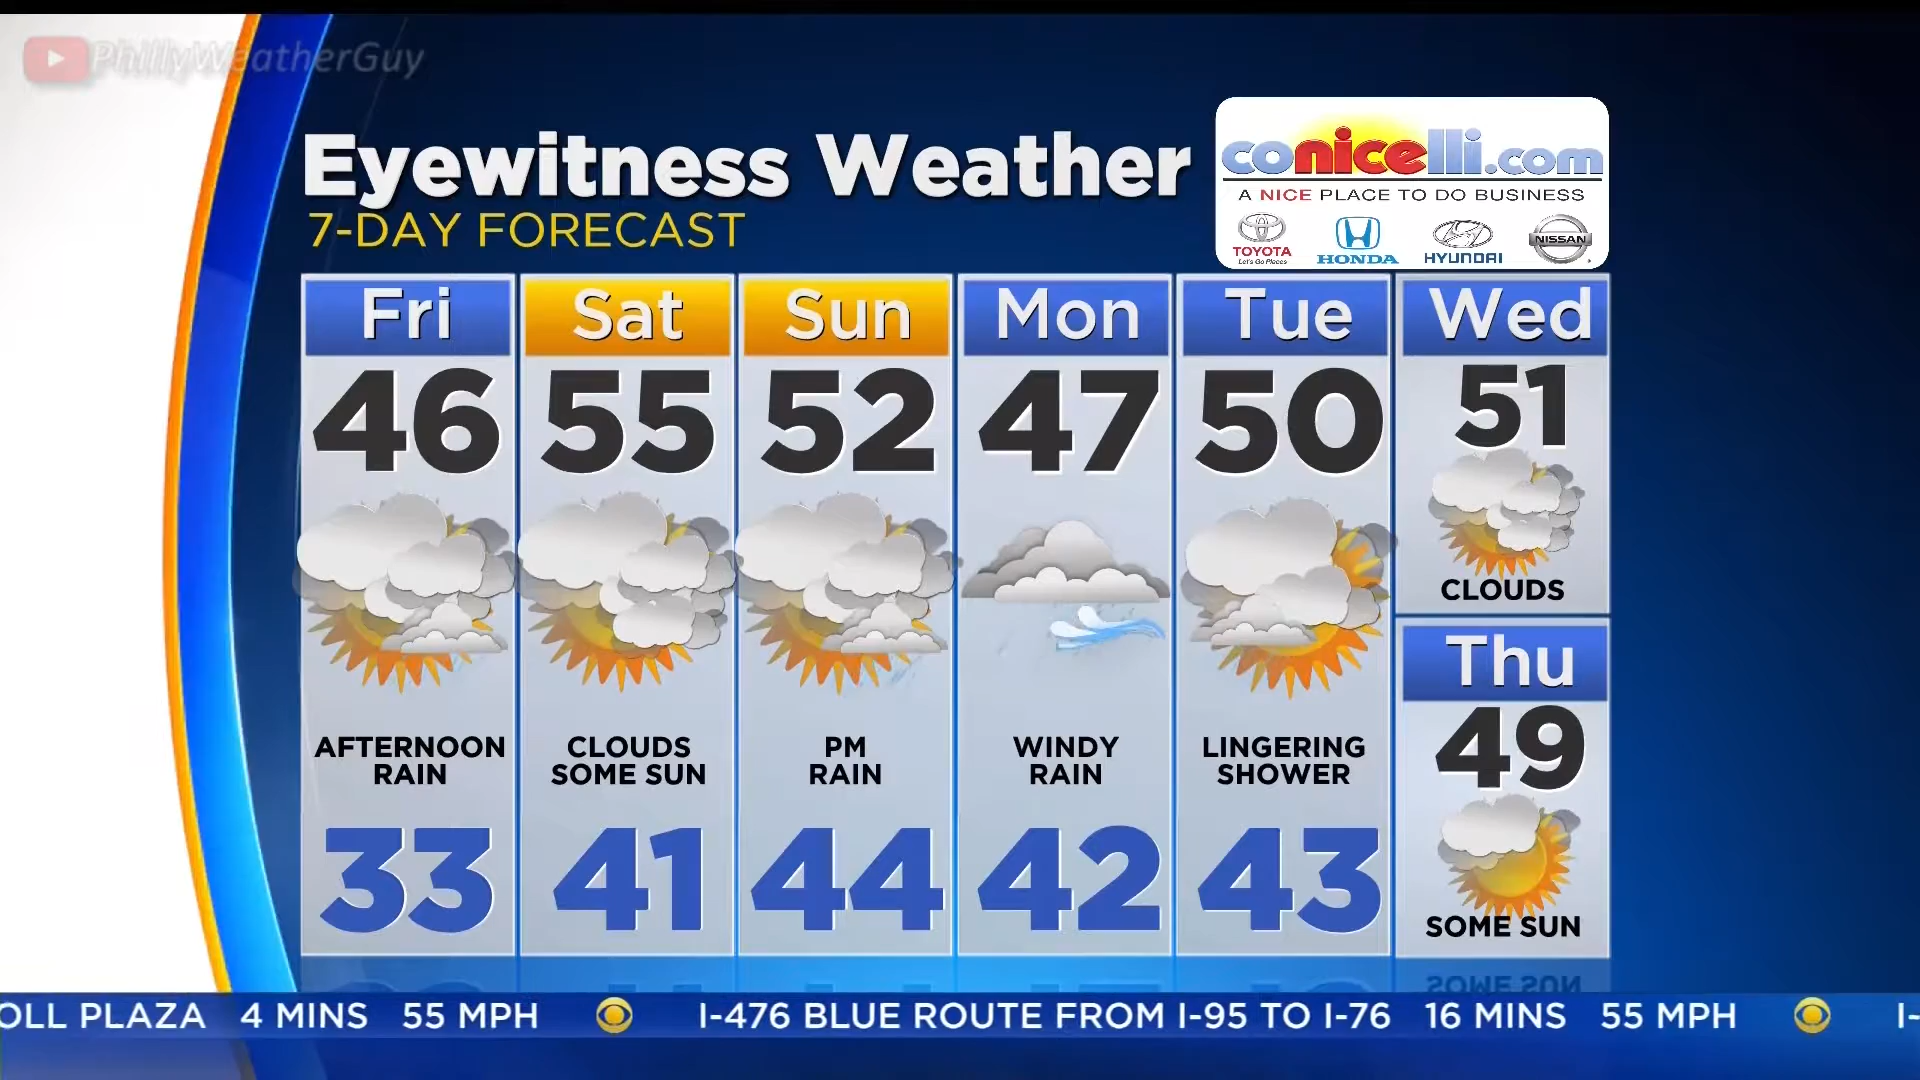 PhillyWeatherGuy
Eyewitness Weather
7-DAY FORECAST
conicelli.com
A NICE PLACE TO DO BUSINESS
TOYOTA
Let's Go Places
HONDA
HYUNDAI
NISSAN
Fri
46
AFTERNOON
RAIN
33
Sat
55
CLOUDS
SOME SUN
41
Sun
52
PM
RAIN
44
Mon
47
WINDY
RAIN
42
Tue
50
LINGERING
SHOWER
43
Wed
51
CLOUDS
Thu
49
SOME SUN
OLL PLAZA 4 MINS 55 MPH I-476 BLUE ROUTE FROM I-95 TO I-76 16 MINS 55 MPH I-